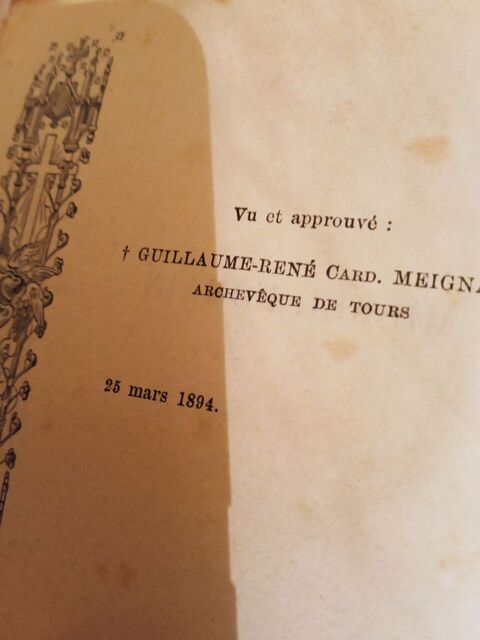 Vu et approuvé :
† GUILLAUME-RENÉ CARD. MEIGNA
ARCHEVÊQUE DE TOURS
25 mars 1894.